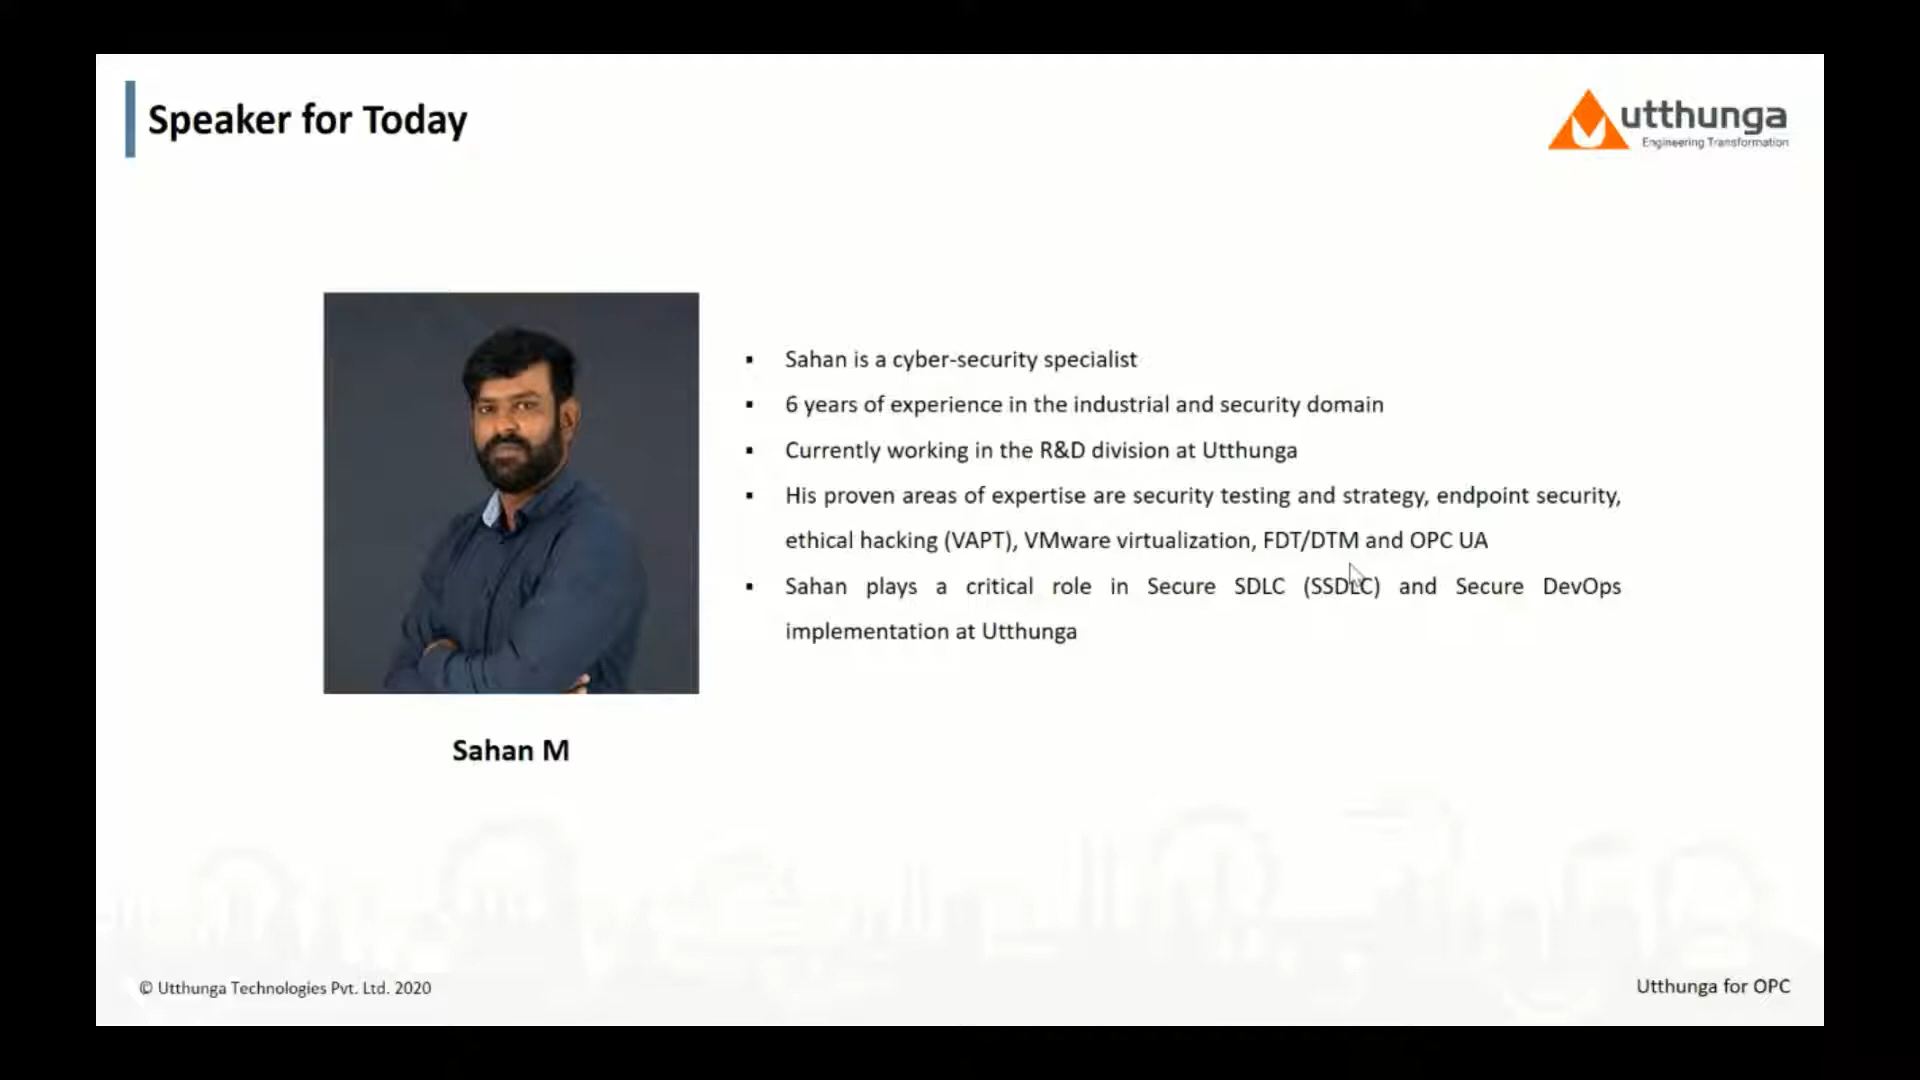 Speaker for Today
utthunga
Engineering Transformation
▪ Sahan is a cyber-security specialist
▪ 6 years of experience in the industrial and security domain
▪ Currently working in the R&D division at Utthunga
▪ His proven areas of expertise are security testing and strategy, endpoint security,
ethical hacking (VAPT), VMware virtualization, FDT/DTM and OPC UA
▪ Sahan plays a critical role in Secure SDLC (SSDLC) and Secure DevOps
implementation at Utthunga
Sahan M
© Utthunga Technologies Pvt. Ltd. 2020
Utthunga for OPC